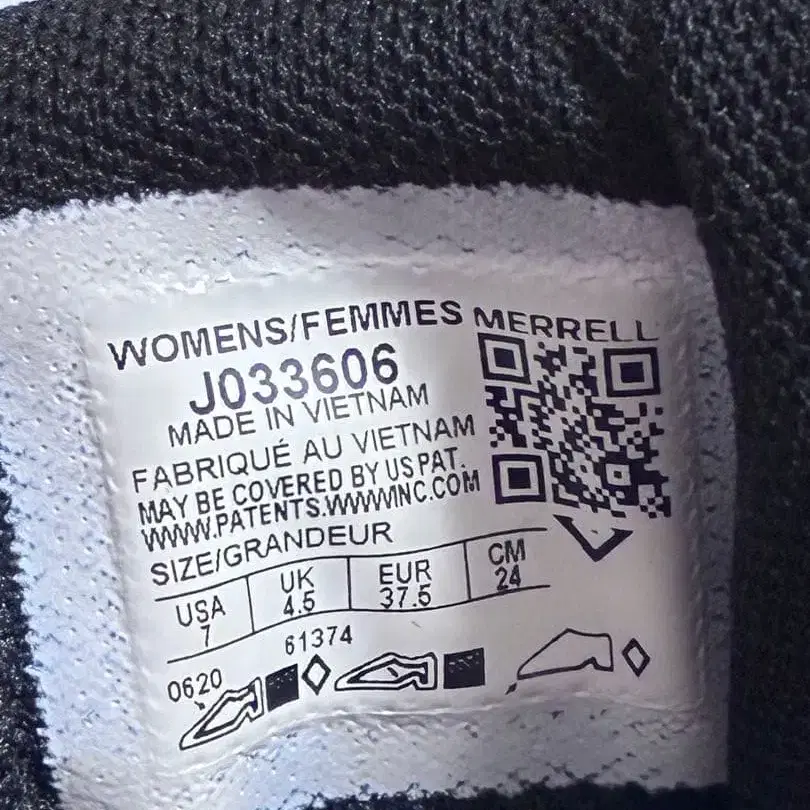 WOMENS/FEMMES MERRELL
J033606
MADE IN VIETNAM
FABRIQUÉ AU VIETNAM
MAY BE COVERED BY US PAT.
WWW.PATENTS.WWWINC.COM
SIZE/GRANDEUR
USA UK EUR CM
7 4.5 37.5 24
61374
0620